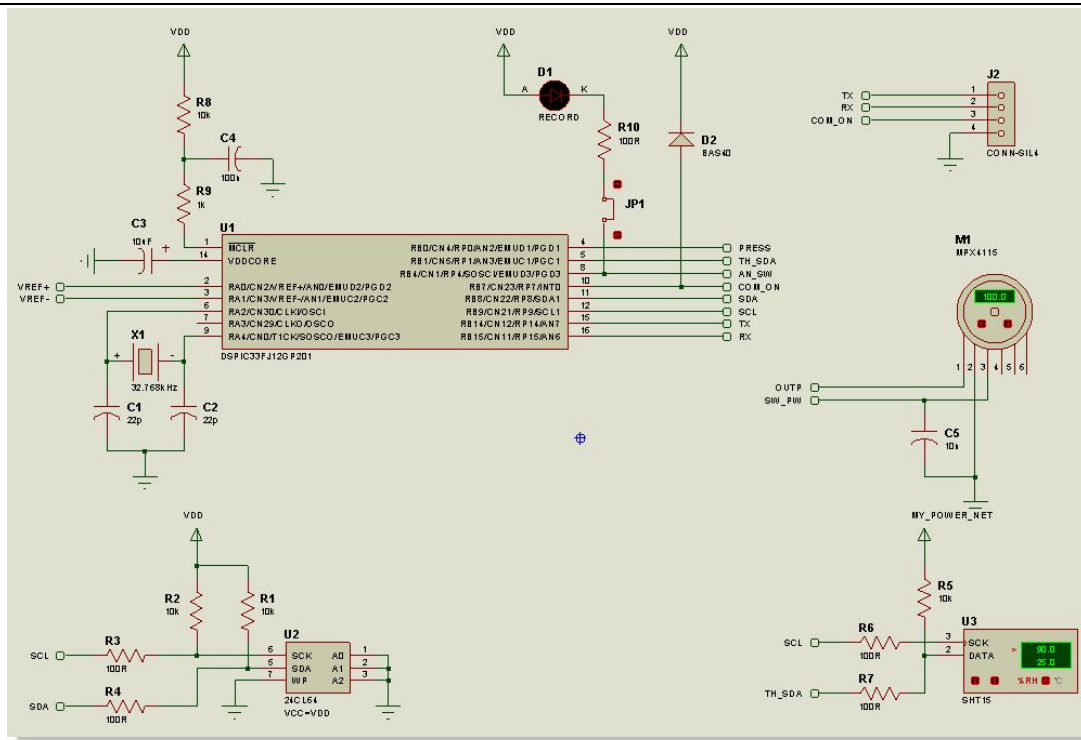 VDD
VDD
VDD
R8
10k
C4
100n
R9
1k
C3
10uF
+
D1
A
K
RECORD
R10
100R
JP1
D2
BAS40
TX
RX
COM_ON
J2
1
2
3
4
CONN-SIL4
U1
1
14
2
3
6
7
9
MCLR
VDDCORE
RA0/CN2/VREF+/AN0/EMUD2/PGD2
RA1/CN3/VREF-/AN1/EMUC2/PGC2
RA2/CN30/CLKI/OSCI
RA3/CN29/CLKO/OSCO
RA4/CN0/T1CK/SOSCO/EMUC3/PGC3
RB0/CN4/RP0/AN2/EMUD1/PGD1
RB1/CN5/RP1/AN3/EMUC1/PGC1
RB4/CN1/RP4/SOSCI/EMUD3/PGD3
RB7/CN23/RP7/INT0
RB8/CN22/RP8/SDA1
RB9/CN21/RP9/SCL1
RB14/CN12/RP14/AN7
RB15/CN11/RP15/AN6
4
5
8
10
11
12
15
16
PRESS
TH_SDA
AN_SW
COM_ON
SDA
SCL
TX
RX
DSPIC33FJ12GP201
VREF+
VREF-
X1
+
-
32.768kHz
C1
22p
C2
22p
M1
MPX4115
100.0
1 2 3 4 5 6
OUTP
SW_PW
C5
10n
VDD
R2
10k
R1
10k
R3
100R
R4
100R
SCL
SDA
U2
6
5
7
SCK
SDA
WP
A0
A1
A2
1
2
3
24CL64
VCC=VDD
MY_POWER_NET
R5
10k
R6
100R
R7
100R
SCL
TH_SDA
U3
3
2
SCK
DATA
>
90.0
25.0
%RH
°C
SHT15